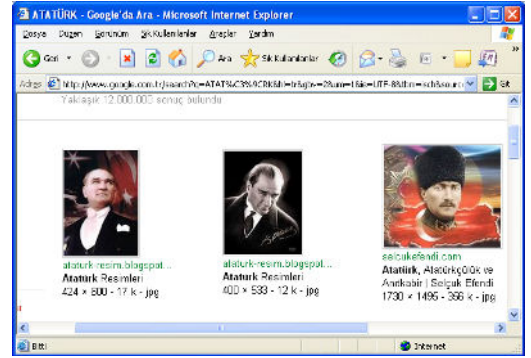 ATATÜRK - Google'da Ara - Microsoft Internet Explorer
Dosya Düzen Görünüm Sık Kullanılanlar Araçlar Yardım
Geri Ara Sık Kullanılanlar
Adres Git
Yaklaşık 12.000.000 sonuç bulundu
ataturk-resim.blogspot...
Atatürk Resimleri
424 × 600 - 17 k - jpg
ataturk-resim.blogspot...
Atatürk Resimleri
400 × 533 - 12 k - jpg
selcukefendi.com
Atatürk, Atatürkçülük ve
Anıtkabir | Selçuk Efendi
1730 × 1495 - 356 k - jpg
Bitti Internet